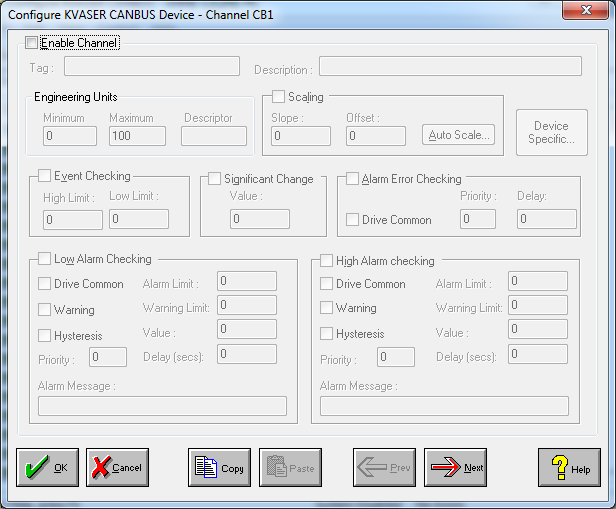 Configure KVASER CANBUS Device - Channel CB1
Enable Channel
Tag :
Description :
Engineering Units
Minimum Maximum Descriptor
0 100
Scaling
Slope : Offset :
0 0
Auto Scale...
Device Specific...
Event Checking
High Limit : Low Limit :
0 0
Significant Change
Value :
0
Alarm Error Checking
Priority : Delay:
Drive Common 0 0
Low Alarm Checking
Drive Common Alarm Limit : 0
Warning Warning Limit: 0
Hysteresis Value : 0
Priority : 0 Delay (secs): 0
Alarm Message :
High Alarm checking
Drive Common Alarm Limit : 0
Warning Warning Limit: 0
Hysteresis Value : 0
Priority : 0 Delay (secs): 0
Alarm Message :
OK Cancel Copy Paste Prev Next Help